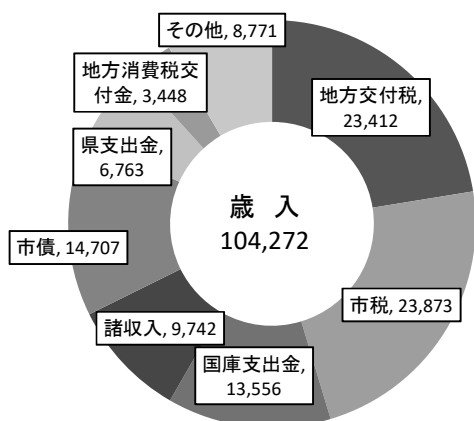 その他, 8,771
地方消費税交
付金, 3,448
県支出金,
6,763
市債, 14,707
諸収入, 9,742
国庫支出金,
13,556
市税, 23,873
地方交付税,
23,412
歳 入
104,272